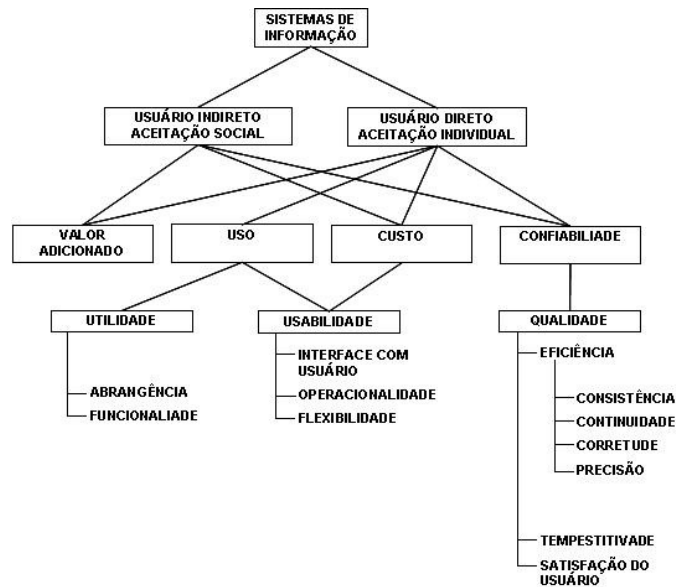 SISTEMAS DE
INFORMAÇÃO
USUÁRIO INDIRETO
ACEITAÇÃO SOCIAL
USUÁRIO DIRETO
ACEITAÇÃO INDIVIDUAL
VALOR
ADICIONADO
USO
CUSTO
CONFIABILIADE
UTILIDADE
USABILIDADE
QUALIDADE
ABRANGÊNCIA
FUNCIONALIADE
INTERFACE COM
USUÁRIO
OPERACIONALIDADE
FLEXIBILIDADE
EFICIÊNCIA
CONSISTÊNCIA
CONTINUIDADE
CORRETUDE
PRECISÃO
TEMPESTITIVADE
SATISFAÇÃO DO
USUÁRIO